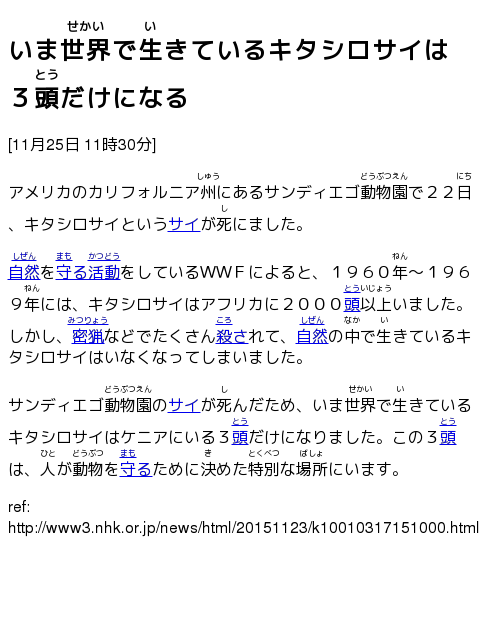 いま世界で生きているキタシロサイは
３頭だけになる
[11月25日 11時30分]
アメリカのカリフォルニア州にあるサンディエゴ動物園で２２日
、キタシロサイというサイが死にました。
自然を守る活動をしているWWＦによると、１９６０年～１９６
９年には、キタシロサイはアフリカに２０００頭以上いました。
しかし、密猟などでたくさん殺されて、自然の中で生きているキ
タシロサイはいなくなってしまいました。
サンディエゴ動物園のサイが死んだため、いま世界で生きている
キタシロサイはケニアにいる３頭だけになりました。この３頭
は、人が動物を守るために決めた特別な場所にいます。
ref:
http://www3.nhk.or.jp/news/html/20151123/k10010317151000.html